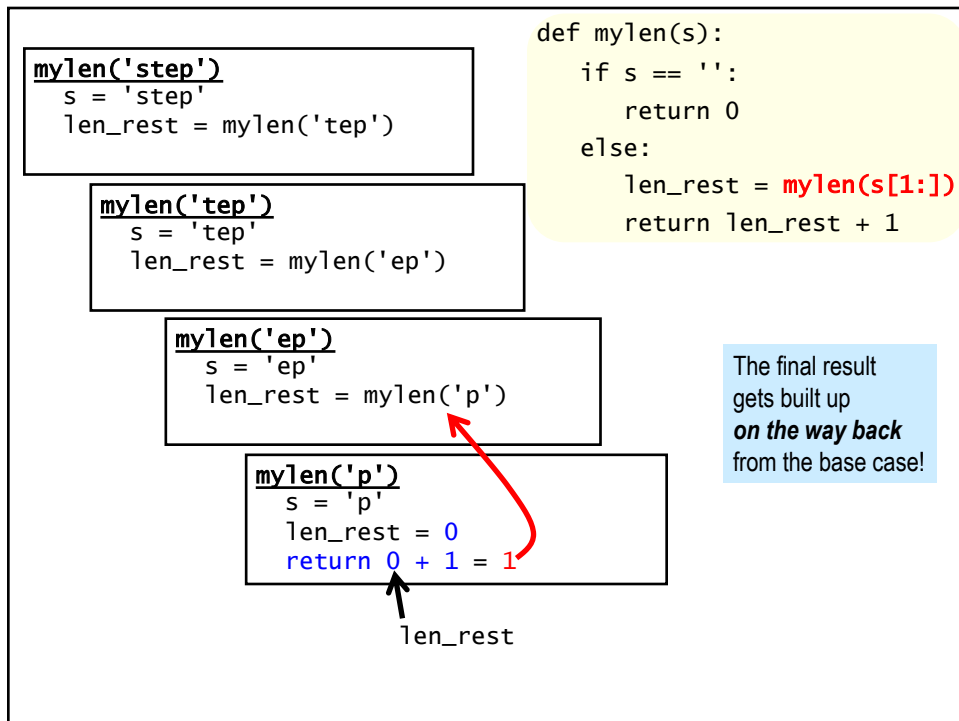 def mylen(s):
if s == '':
return 0
else:
len_rest = mylen(s[1:])
return len_rest + 1
mylen('step')
s = 'step'
len_rest = mylen('tep')
mylen('tep')
s = 'tep'
len_rest = mylen('ep')
mylen('ep')
s = 'ep'
len_rest = mylen('p')
The final result
gets built up
on the way back
from the base case!
mylen('p')
s = 'p'
len_rest = 0
return 0 + 1 = 1
len_rest